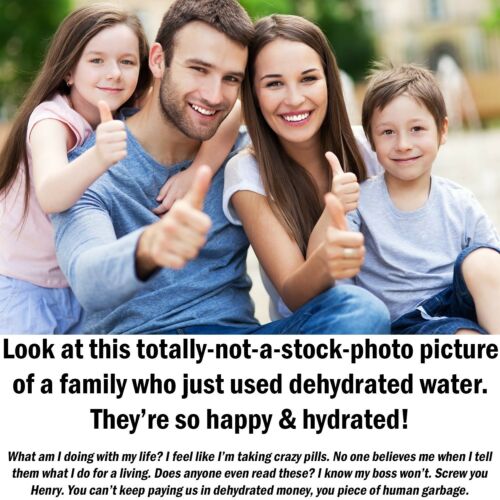 Look at this totally-not-a-stock-photo picture
of a family who just used dehydrated water.
They’re so happy & hydrated!
What am I doing with my life? I feel like I’m taking crazy pills. No one believes me when I tell
them what I do for a living. Does anyone even read these? I know my boss won’t. Screw you
Henry. You can’t keep paying us in dehydrated money, you piece of human garbage.